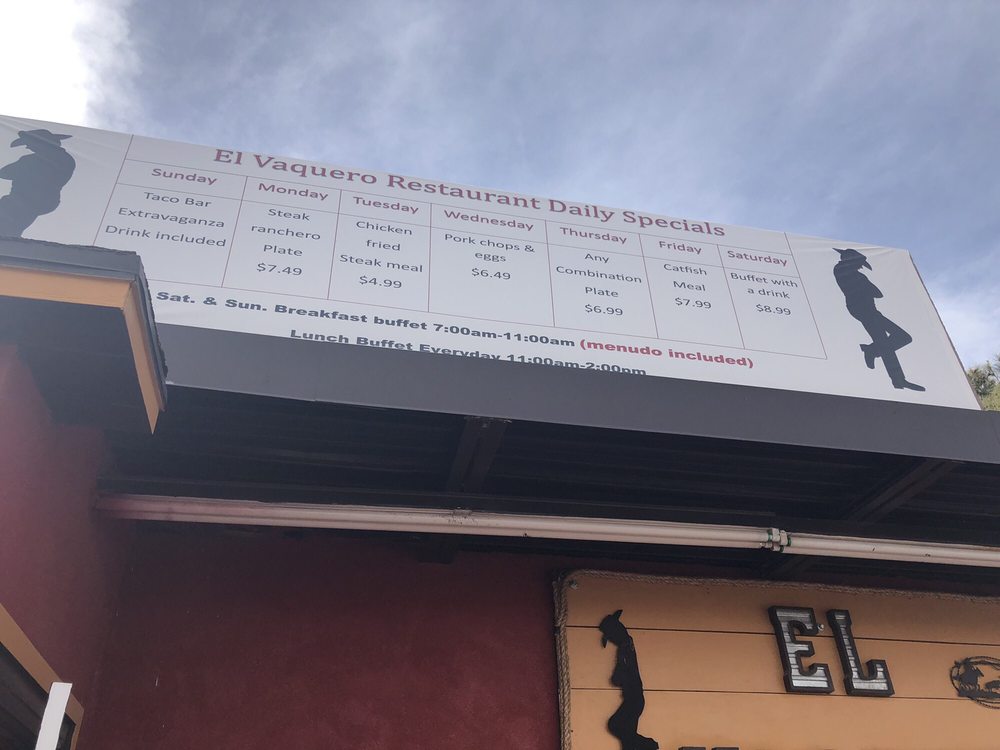 El Vaquero Restaurant Daily Specials
Sunday
Taco Bar
Extravaganza
Drink included
Monday
Steak
ranchero
Plate
$7.49
Tuesday
Chicken
fried
Steak meal
$4.99
Wednesday
Pork chops &
eggs
$6.49
Thursday
Any
Combination
Plate
$6.99
Friday
Catfish
Meal
$7.99
Saturday
Buffet with
a drink
$8.99
Sat. & Sun. Breakfast buffet 7:00am-11:00am (menudo included)
Lunch Buffet Everyday 11:00am-2:00pm
EL